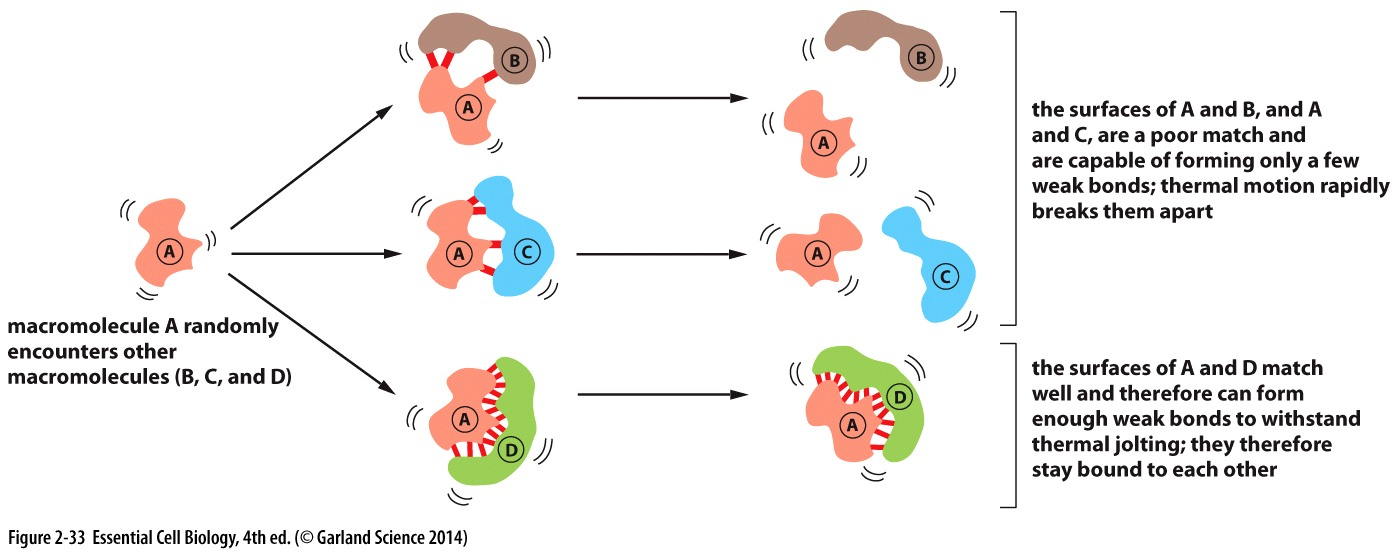 B
A
B
A
the surfaces of A and B, and A
and C, are a poor match and
are capable of forming only a few
weak bonds; thermal motion rapidly
breaks them apart
A
A
C
A
C
macromolecule A randomly
encounters other
macromolecules (B, C, and D)
A
D
D
A
the surfaces of A and D match
well and therefore can form
enough weak bonds to withstand
thermal jolting; they therefore
stay bound to each other
Figure 2-33 Essential Cell Biology, 4th ed. (© Garland Science 2014)